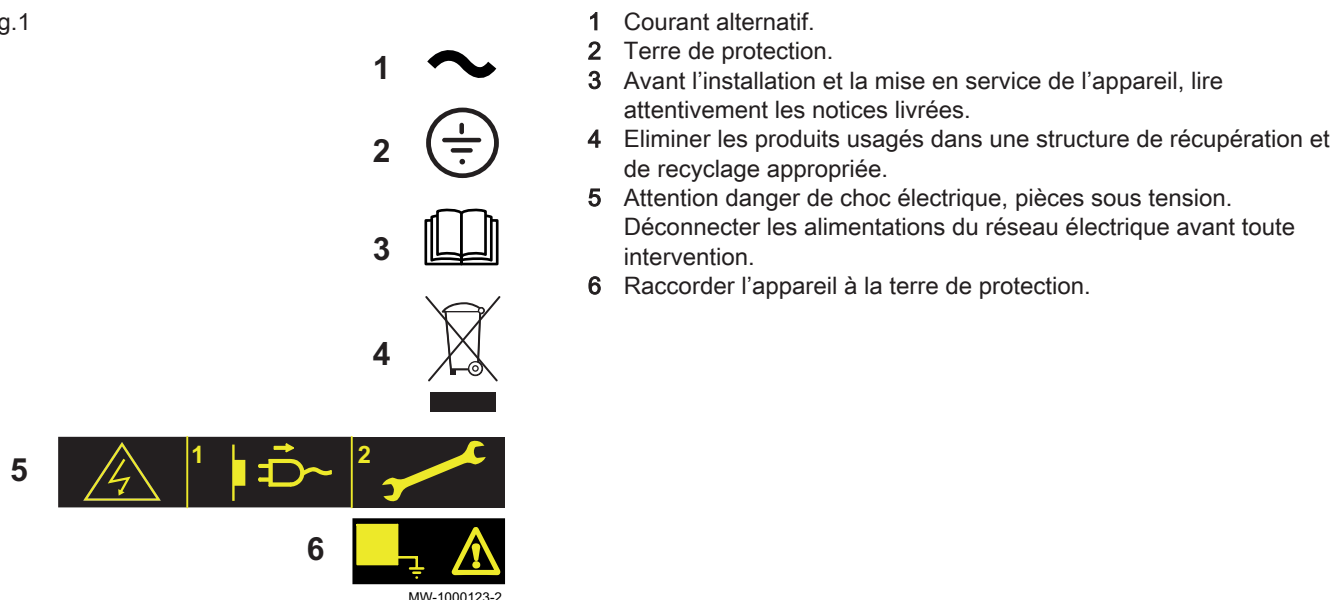 g.1
1
2
3
4
5
1
2
6
MW-1000123-2
1 Courant alternatif.
2 Terre de protection.
3 Avant l’installation et la mise en service de l’appareil, lire
attentivement les notices livrées.
4 Eliminer les produits usagés dans une structure de récupération et
de recyclage appropriée.
5 Attention danger de choc électrique, pièces sous tension.
Déconnecter les alimentations du réseau électrique avant toute
intervention.
6 Raccorder l’appareil à la terre de protection.